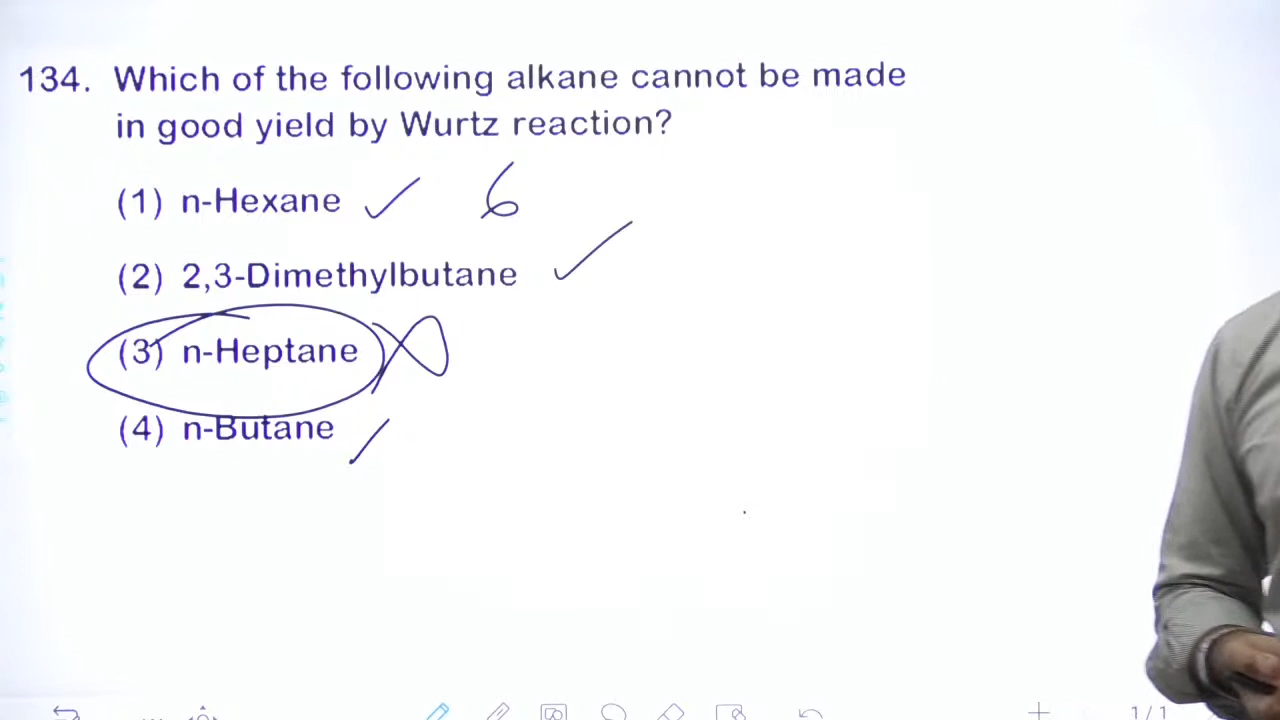 134. Which of the following alkane cannot be made
in good yield by Wurtz reaction?
(1) n-Hexane ✓ 6
(2) 2,3-Dimethylbutane ✓
(3) n-Heptane
(4) n-Butane
1/1